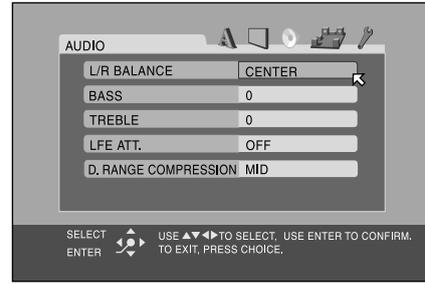 AUDIO
L/R BALANCE CENTER
BASS 0
TREBLE 0
LFE ATT. OFF
D. RANGE COMPRESSION MID
SELECT
ENTER
USE ▲▼◀▶TO SELECT, USE ENTER TO CONFIRM.
TO EXIT, PRESS CHOICE.